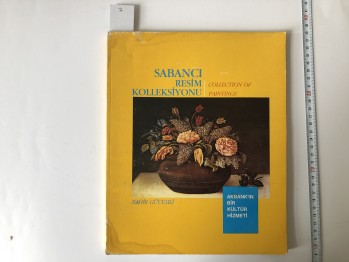 SABANCI
RESİM
KOLLEKSİYONU
COLLECTION OF
PAINTINGS
AKBANK'IN
BİR
KÜLTÜR
HİZMETİ